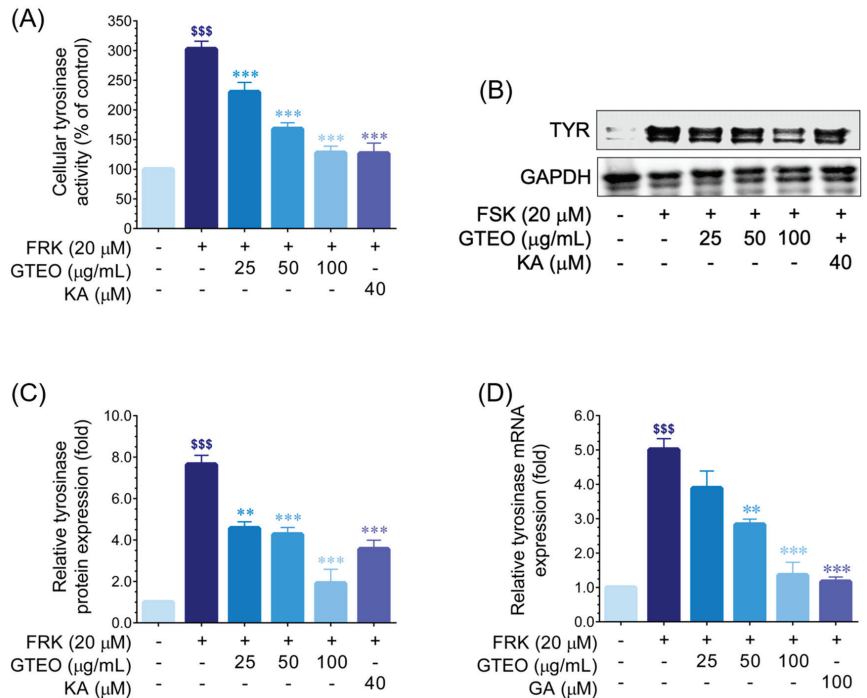 (A)
Cellular tyrosinase
activity (% of control)
350
300
250
200
150
100
50
0
$$$
***
***
***
***
FRK (20 μM) - + + + + +
GTEO (μg/mL) - - 25 50 100 -
KA (μM) - - - - - 40
(B)
TYR
GAPDH
FSK (20 μM) - + + + + +
GTEO (μg/mL) - - 25 50 100 +
KA (μM) - - - - - 40
(C)
Relative tyrosinase
protein expression (fold)
10.0
8.0
6.0
4.0
2.0
0.0
$$$
**
***
***
***
FRK (20 μM) - + + + + +
GTEO (μg/mL) - - 25 50 100 -
KA (μM) - - - - - 40
(D)
Relative tyrosinase mRNA
expression (fold)
6.0
5.0
4.0
3.0
2.0
1.0
0.0
$$$
**
***
***
FRK (20 μM) - + + + + +
GTEO (μg/mL) - - 25 50 100 -
GA (μM) - - - - - 100